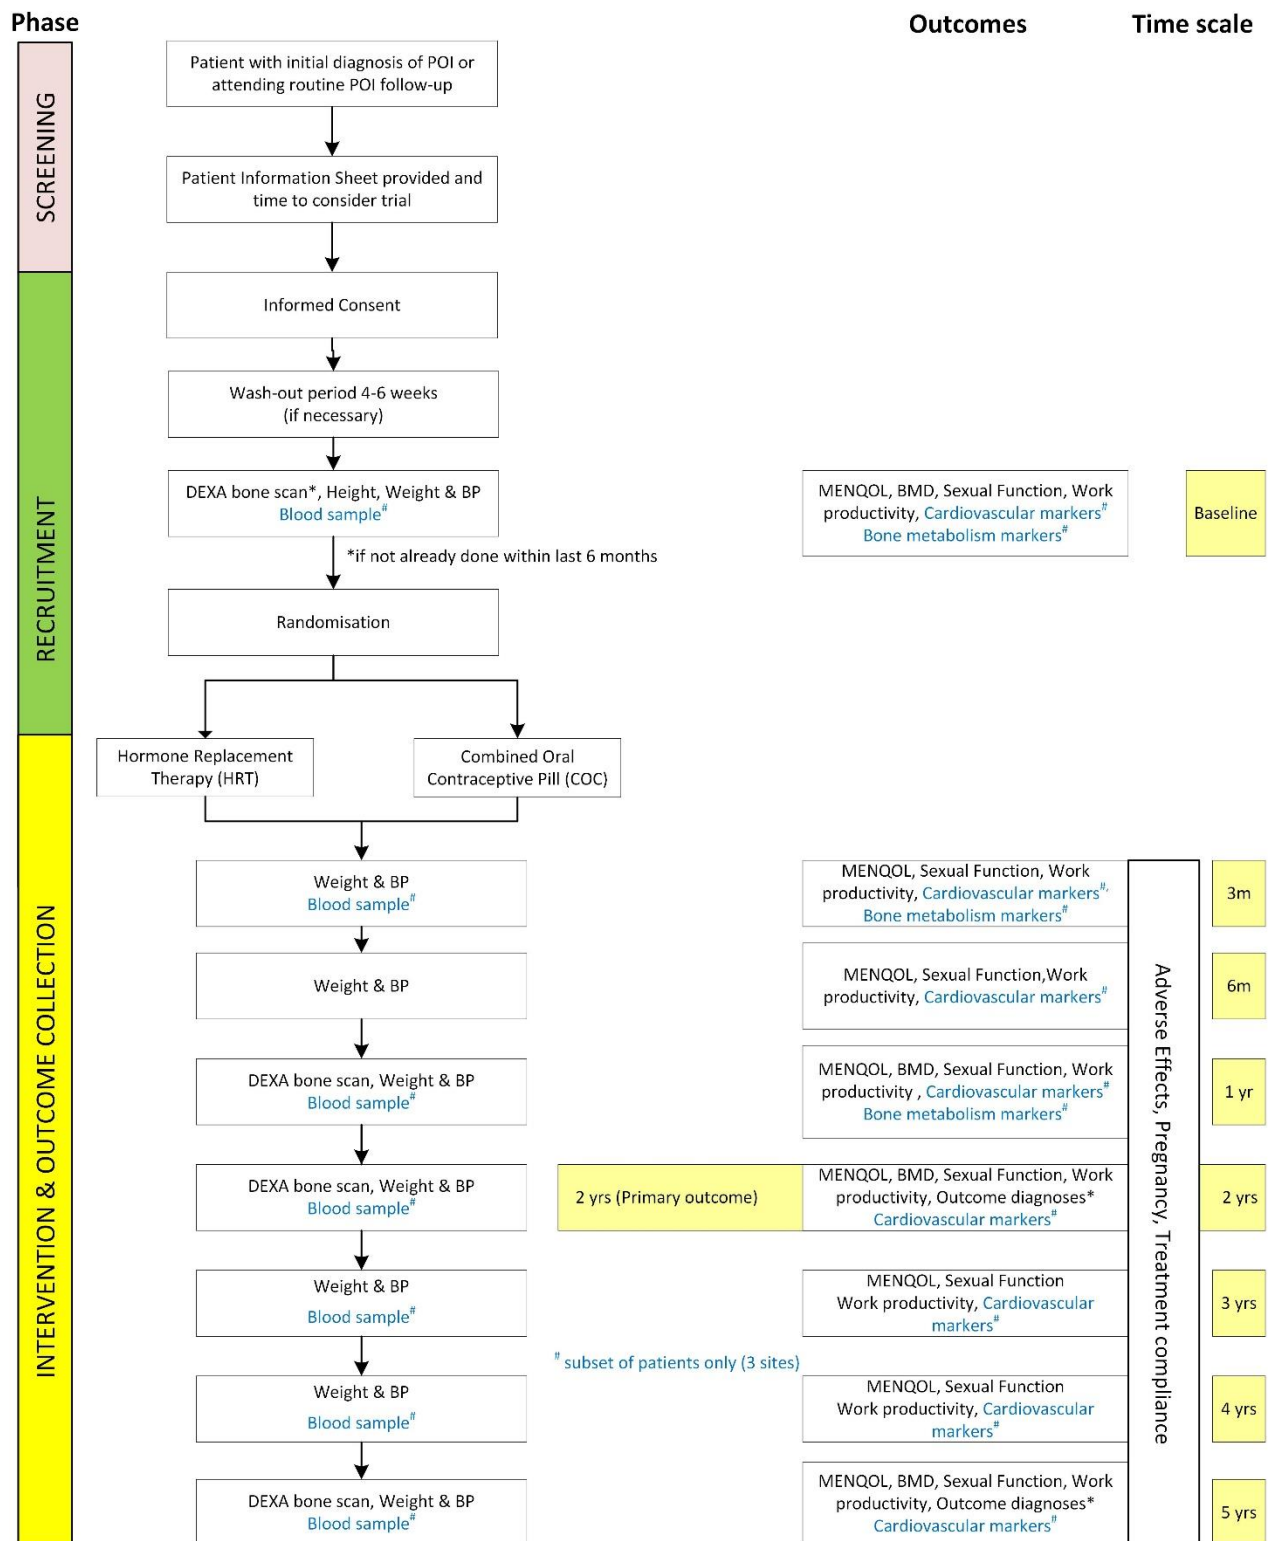 Phase
Outcomes
Time scale
SCREENING
Patient with initial diagnosis of POI or
attending routine POI follow-up
Patient Information Sheet provided and
time to consider trial
RECRUITMENT
Informed Consent
Wash-out period 4-6 weeks
(if necessary)
DEXA bone scan*, Height, Weight & BP
Blood sample#
MENQOL, BMD, Sexual Function, Work
productivity, Cardiovascular markers#
Bone metabolism markers#
Baseline
*if not already done within last 6 months
Randomisation
INTERVENTION & OUTCOME COLLECTION
Hormone Replacement
Therapy (HRT)
Combined Oral
Contraceptive Pill (COC)
Weight & BP
Blood sample#
MENQOL, Sexual Function, Work
productivity, Cardiovascular markers#,
Bone metabolism markers#
3m
Adverse Effects, Pregnancy, Treatment compliance
Weight & BP
MENQOL, Sexual Function,Work
productivity, Cardiovascular markers#
6m
DEXA bone scan, Weight & BP
Blood sample#
MENQOL, BMD, Sexual Function, Work
productivity , Cardiovascular markers#
Bone metabolism markers#
1 yr
DEXA bone scan, Weight & BP
Blood sample#
2 yrs (Primary outcome)
MENQOL, BMD, Sexual Function, Work
productivity, Outcome diagnoses*
Cardiovascular markers#
2 yrs
Weight & BP
Blood sample#
MENQOL, Sexual Function
Work productivity, Cardiovascular
markers#
3 yrs
# subset of patients only (3 sites)
Weight & BP
Blood sample#
MENQOL, Sexual Function
Work productivity, Cardiovascular
markers#
4 yrs
DEXA bone scan, Weight & BP
Blood sample#
MENQOL, BMD, Sexual Function, Work
productivity, Outcome diagnoses*
Cardiovascular markers#
5 yrs